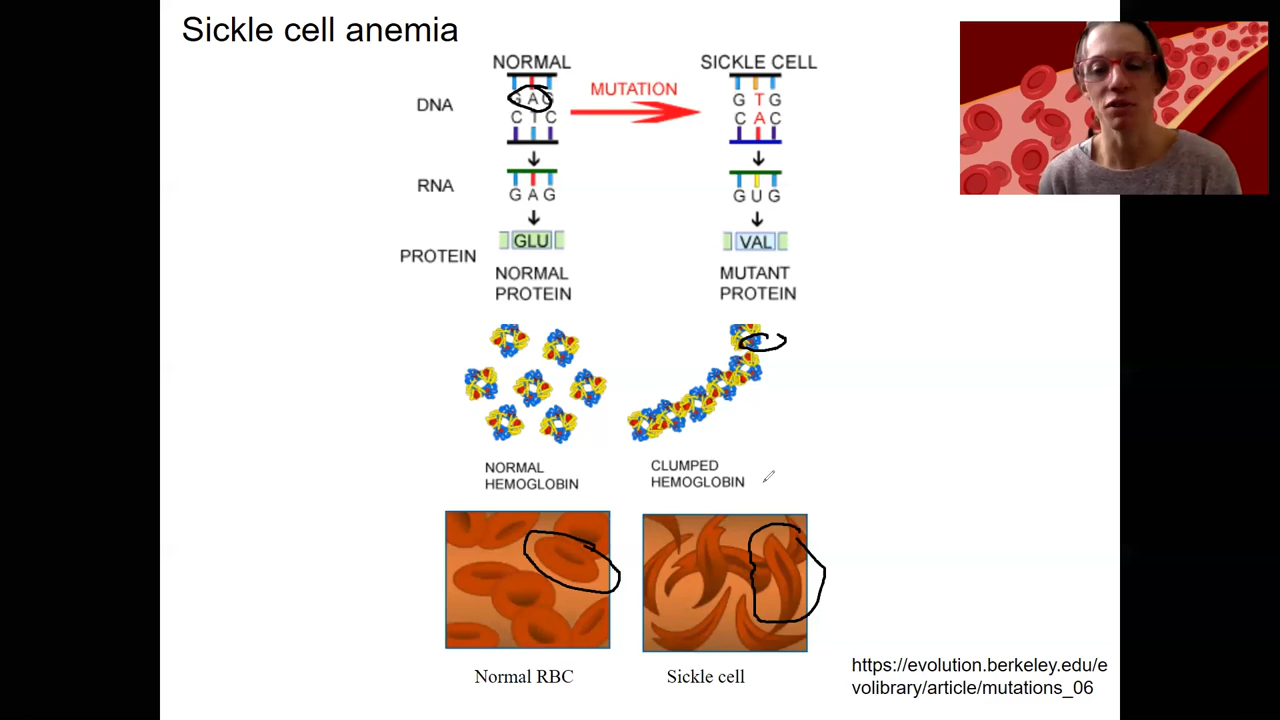 Sickle cell anemia
NORMAL
SICKLE CELL
MUTATION
DNA
G A G
C T C
G T G
C A C
RNA
G A G
G U G
GLU
VAL
PROTEIN
NORMAL
PROTEIN
MUTANT
PROTEIN
NORMAL
HEMOGLOBIN
CLUMPED
HEMOGLOBIN
Normal RBC
Sickle cell
https://evolution.berkeley.edu/e
volibrary/article/mutations_06